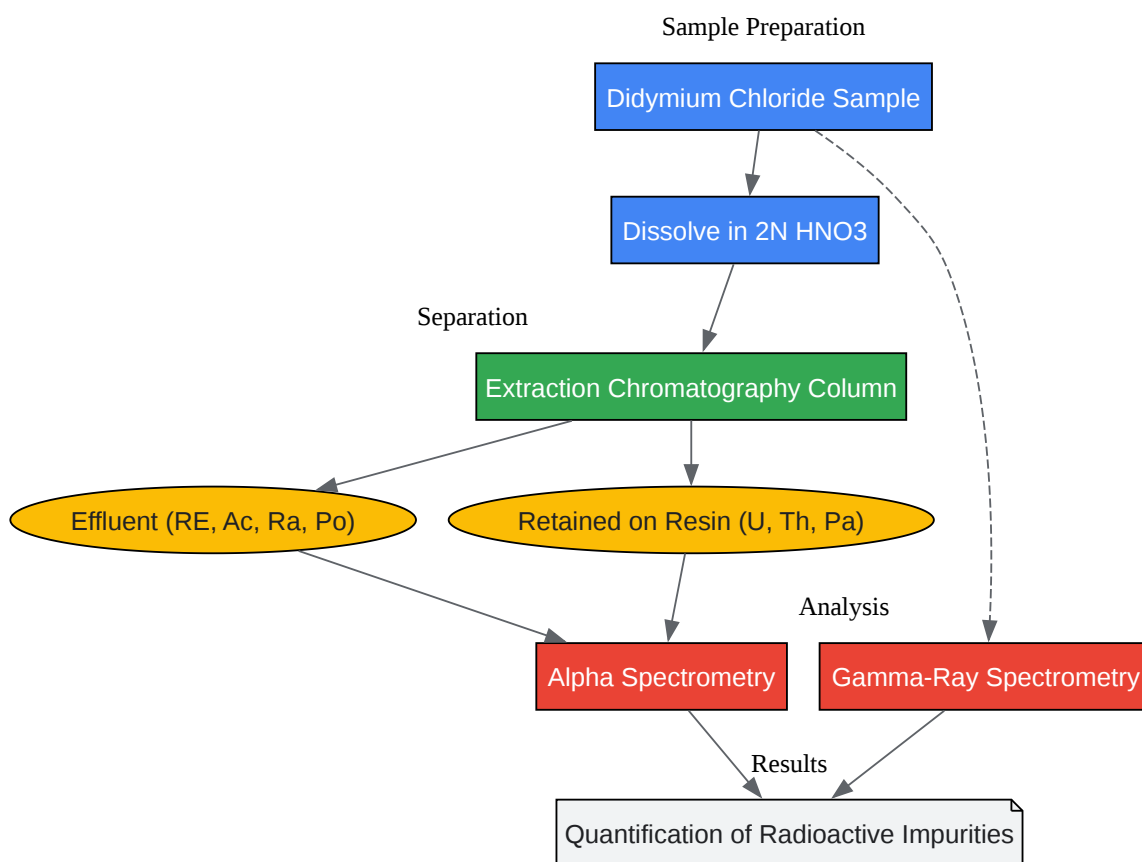 Sample Preparation
Didymium Chloride Sample
Dissolve in 2N HNO3
Separation
Extraction Chromatography Column
Effluent (RE, Ac, Ra, Po)
Retained on Resin (U, Th, Pa)
Analysis
Alpha Spectrometry
Gamma-Ray Spectrometry
Results
Quantification of Radioactive Impurities